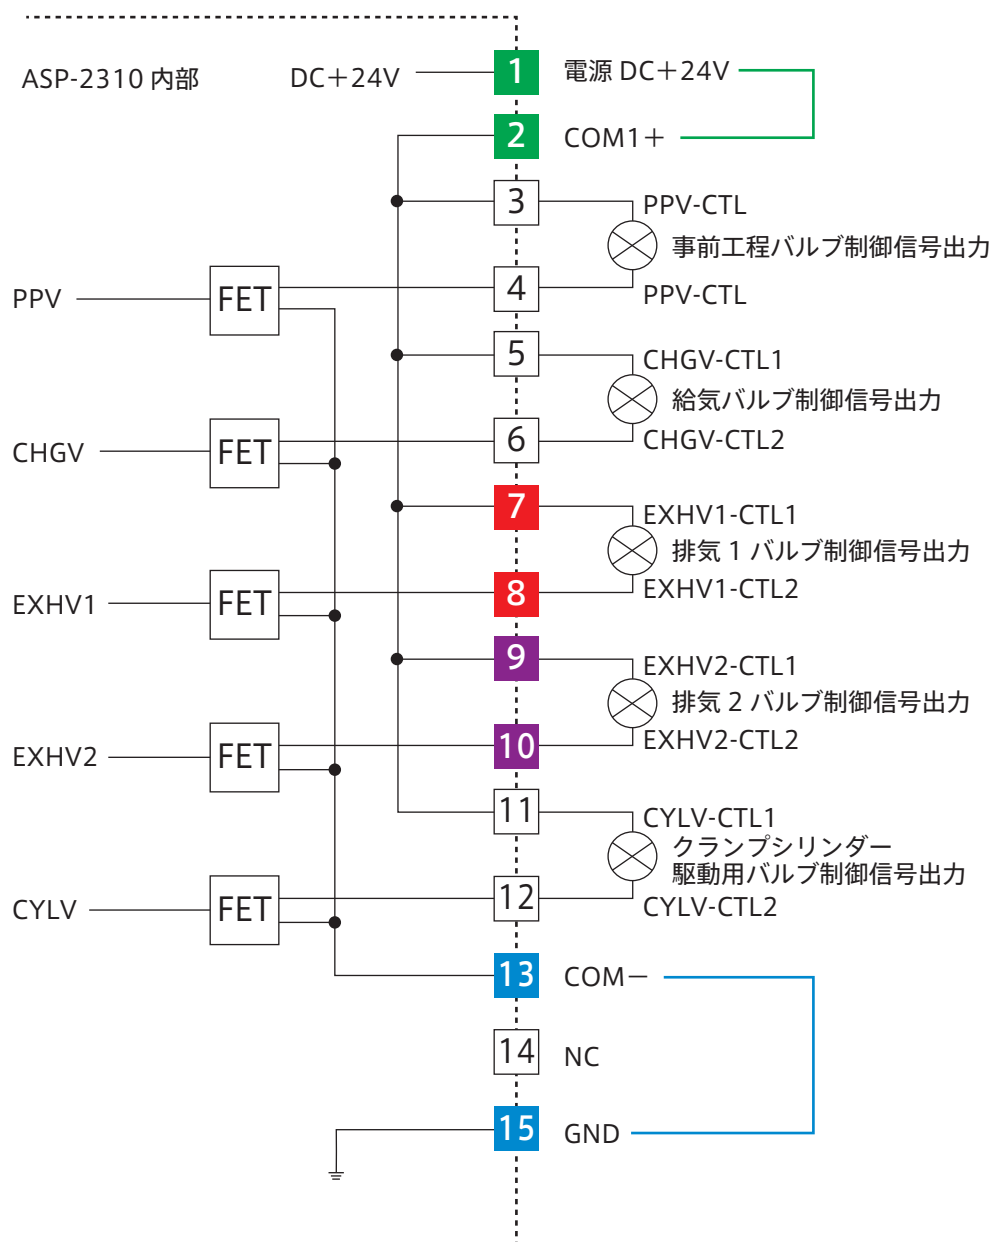 ASP-2310 内部
DC+24V
1
電源 DC+24V
2
COM1+
3
PPV-CTL
事前工程バルブ制御信号出力
PPV
FET
4
PPV-CTL
5
CHGV-CTL1
給気バルブ制御信号出力
CHGV
FET
6
CHGV-CTL2
7
EXHV1-CTL1
排気 1 バルブ制御信号出力
EXHV1
FET
8
EXHV1-CTL2
9
EXHV2-CTL1
排気 2 バルブ制御信号出力
EXHV2
FET
10
EXHV2-CTL2
11
CYLV-CTL1
クランプシリンダー
駆動用バルブ制御信号出力
CYLV
FET
12
CYLV-CTL2
13
COM−
14
NC
15
GND